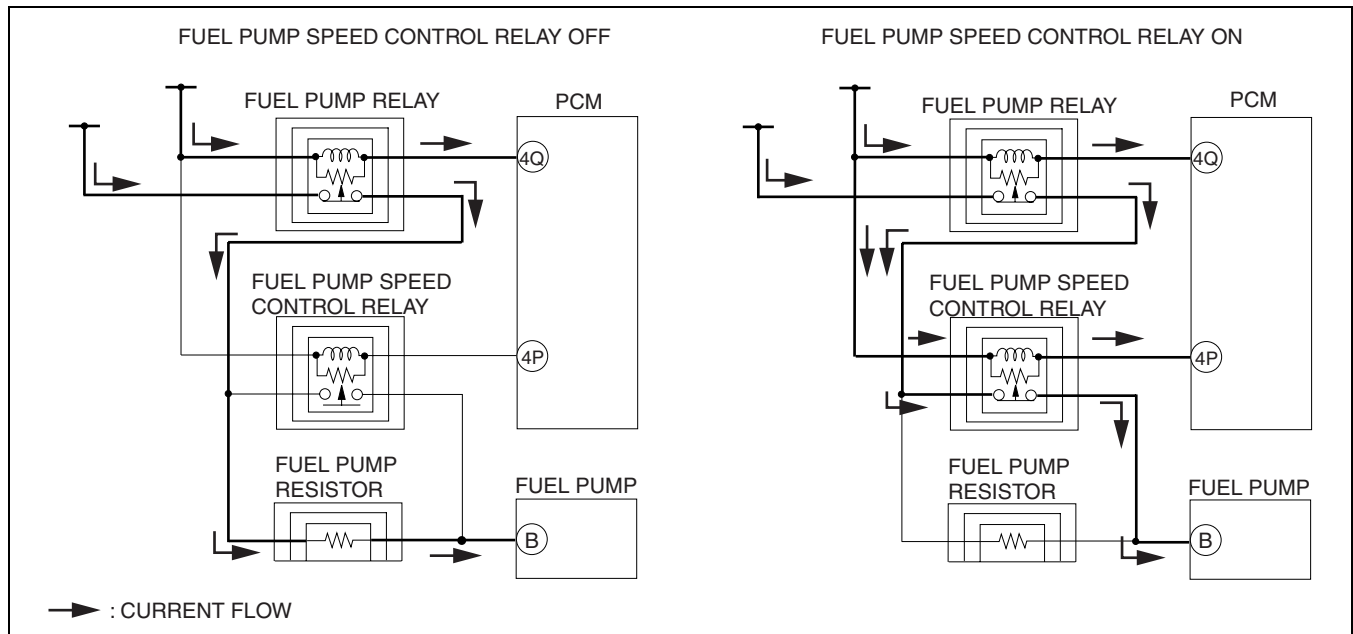 FUEL PUMP SPEED CONTROL RELAY OFF
FUEL PUMP RELAY
PCM
4Q
FUEL PUMP SPEED
CONTROL RELAY
4P
FUEL PUMP
RESISTOR
FUEL PUMP
B
: CURRENT FLOW
FUEL PUMP SPEED CONTROL RELAY ON
FUEL PUMP RELAY
PCM
4Q
FUEL PUMP SPEED
CONTROL RELAY
4P
FUEL PUMP
RESISTOR
FUEL PUMP
B